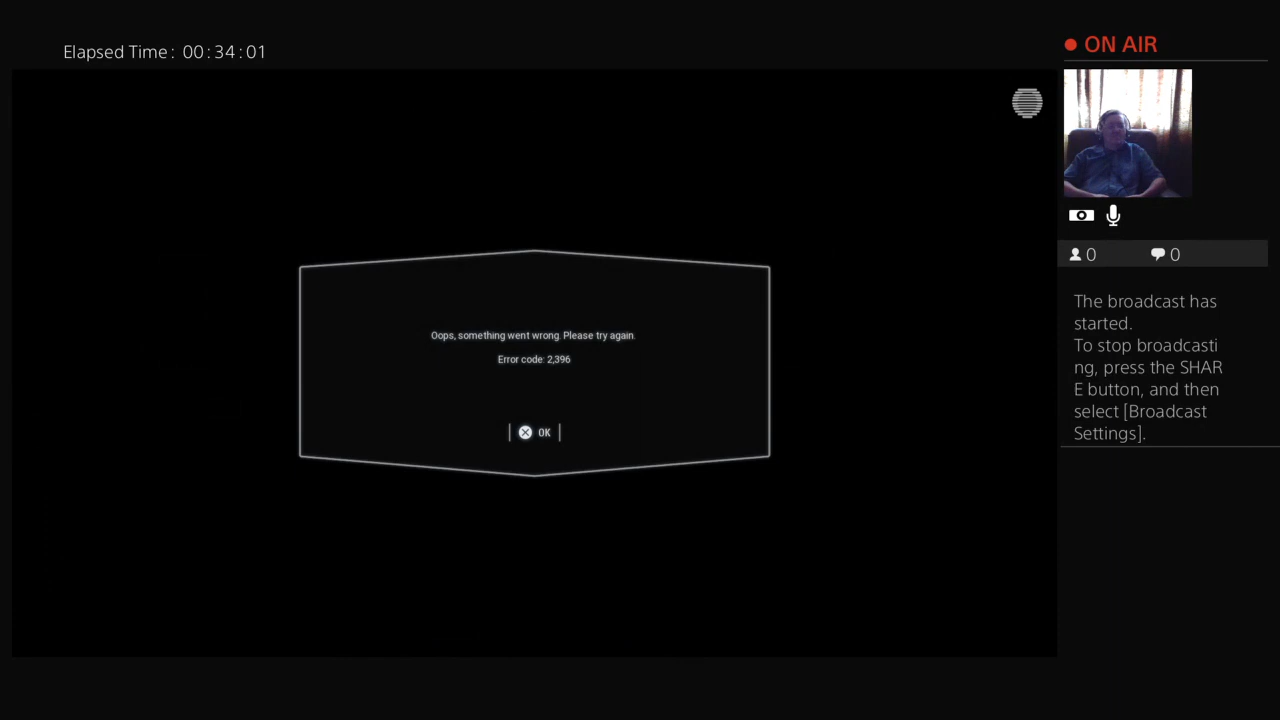 Elapsed Time: 00:34:01
ON AIR
0 0
Oops, something went wrong. Please try again.
Error code: 2,396
OK
The broadcast has
started.
To stop broadcasti
ng, press the SHAR
E button, and then
select [Broadcast
Settings].